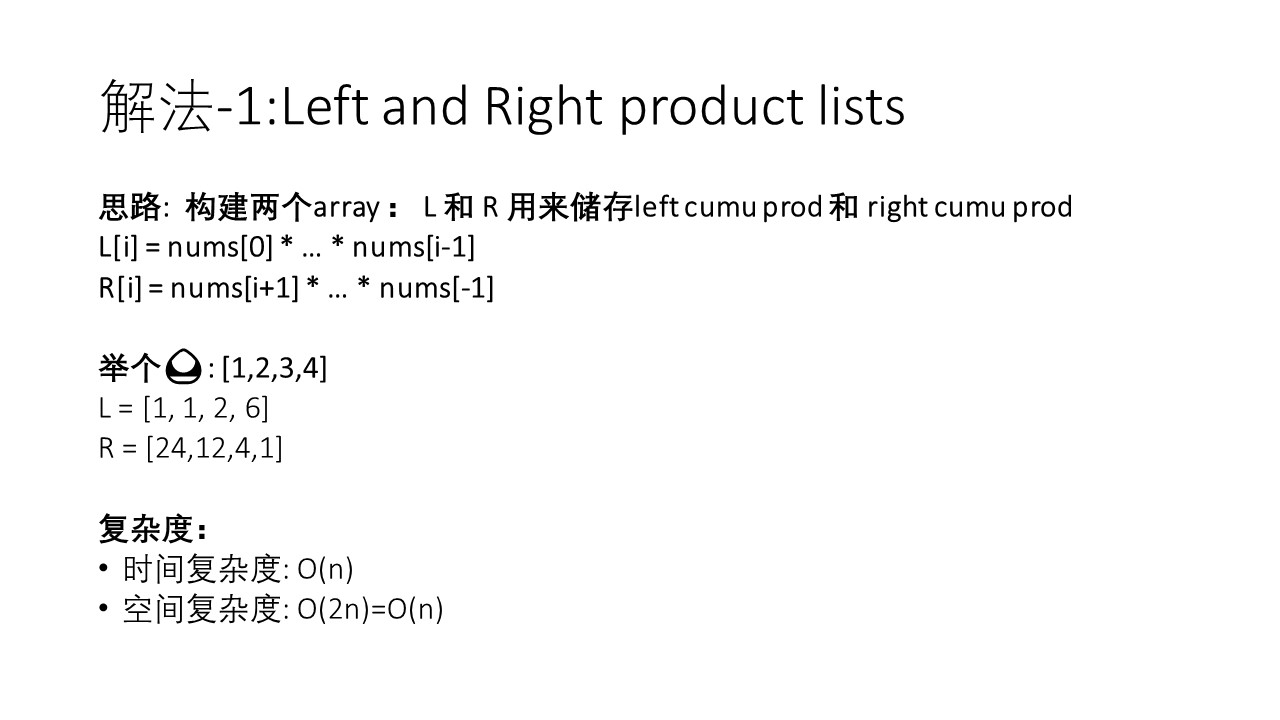 解法-1:Left and Right product lists
思路: 构建两个array： L 和 R 用来储存left cumu prod 和 right cumu prod
L[i] = nums[0] * … * nums[i-1]
R[i] = nums[i+1] * … * nums[-1]
举个🌰: [1,2,3,4]
L = [1, 1, 2, 6]
R = [24,12,4,1]
复杂度：
• 时间复杂度: O(n)
• 空间复杂度: O(2n)=O(n)